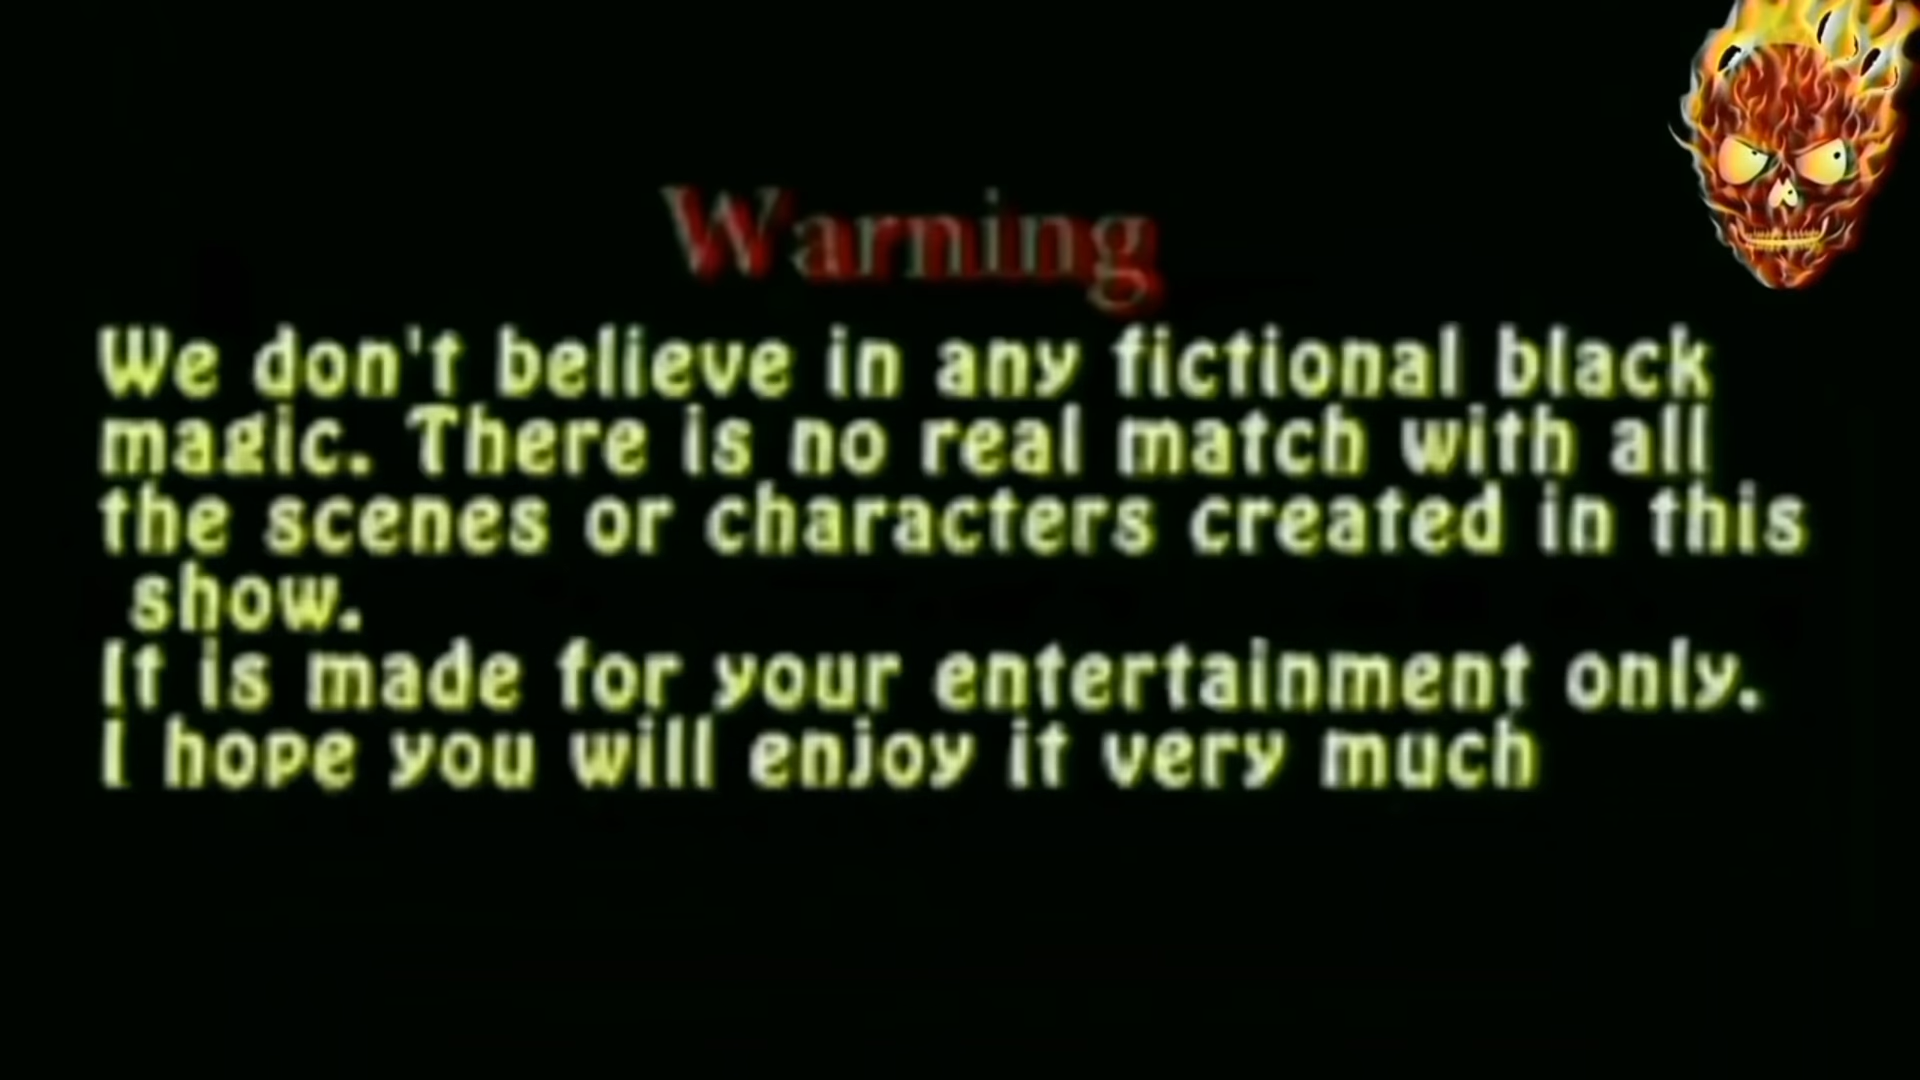 Warning
We don't believe in any fictional black
magic. There is no real match with all
the scenes or characters created in this
show.
It is made for your entertainment only.
I hope you will enjoy it very much